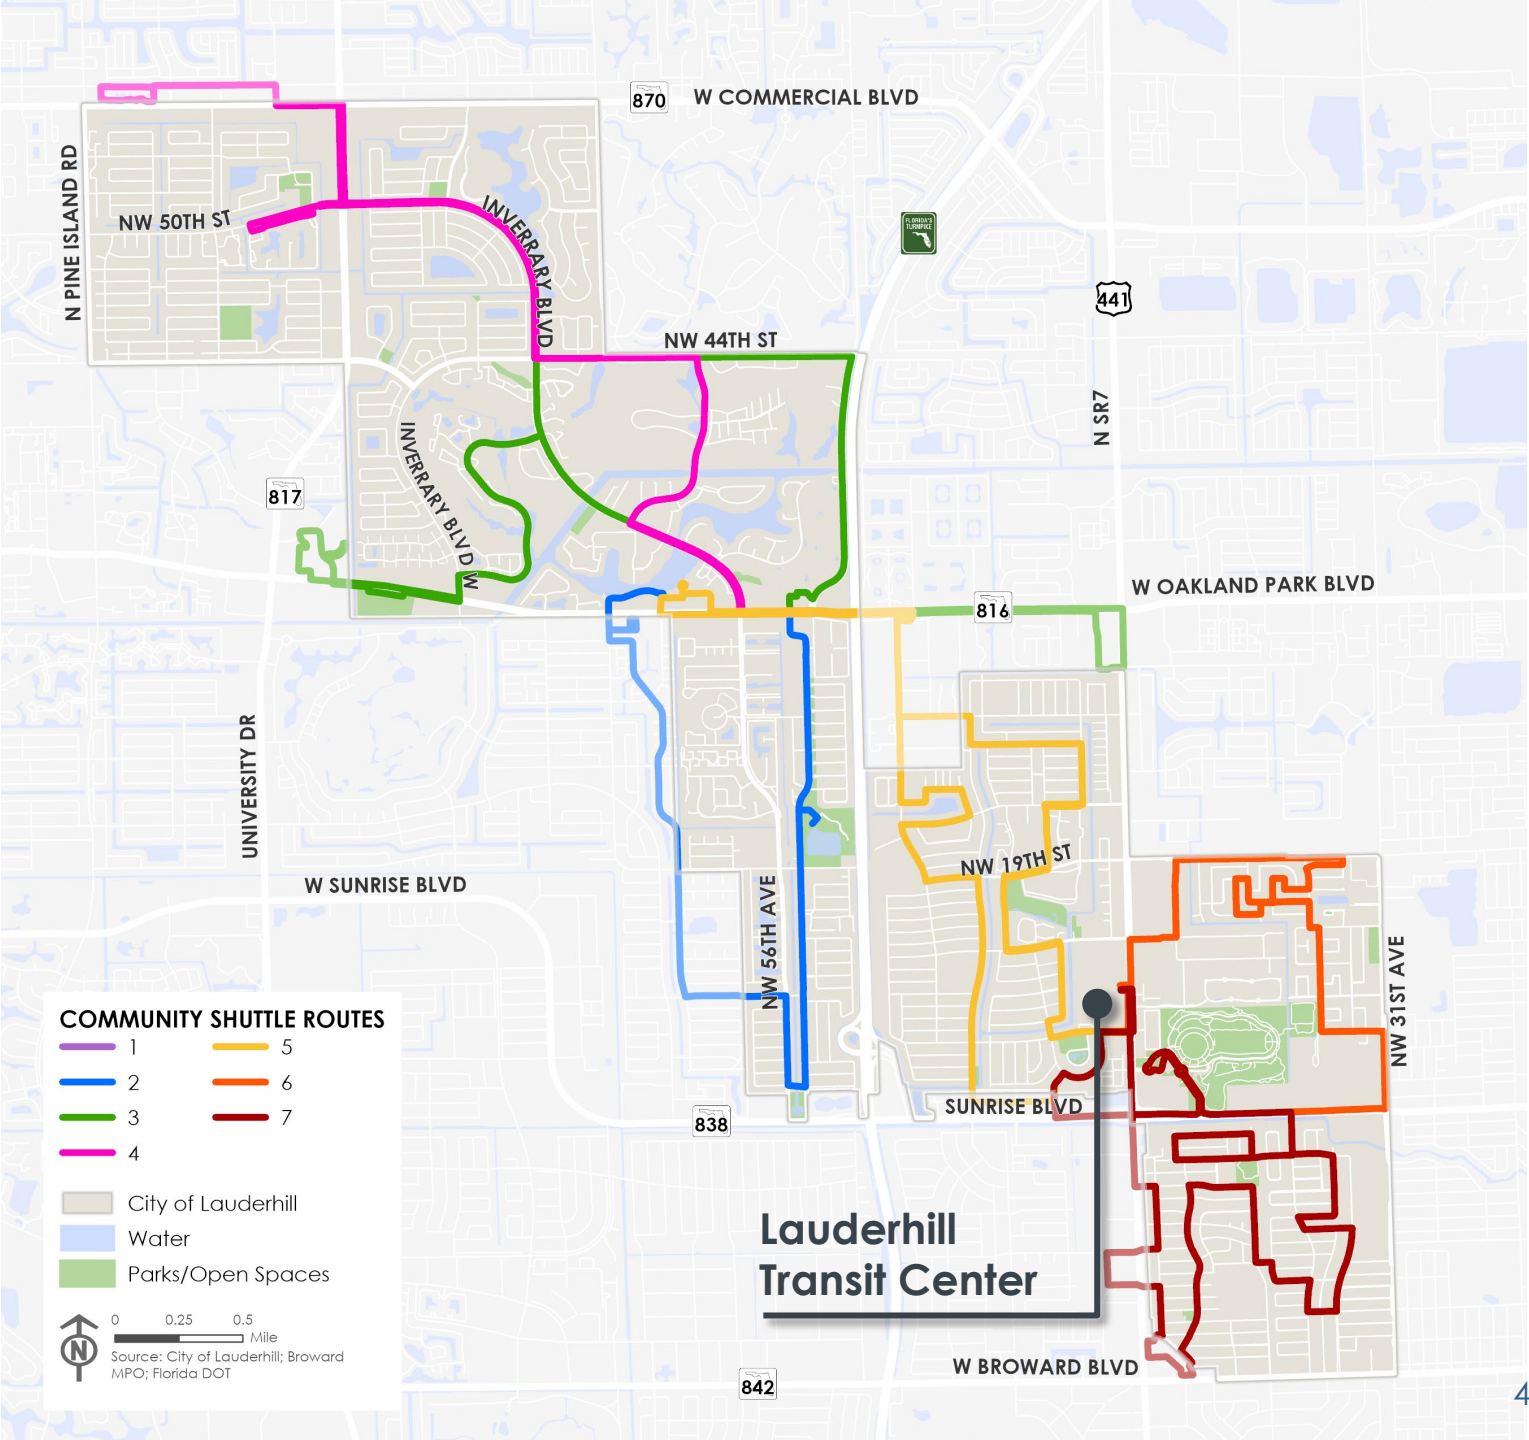 870
W COMMERCIAL BLVD
N PINE ISLAND RD
NW 50TH ST
INVERRARY BLVD
FLORIDA'S
TURNPIKE
441
NW 44TH ST
N SR7
INVERRARY BLVD W
817
W OAKLAND PARK BLVD
816
UNIVERSITY DR
NW 19TH ST
W SUNRISE BLVD
NW 56TH AVE
NW 31ST AVE
SUNRISE BLVD
838
COMMUNITY SHUTTLE ROUTES
1
5
2
6
3
7
4
City of Lauderhill
Water
Parks/Open Spaces
0 0.25 0.5
Mile
N
Source: City of Lauderhill; Broward
MPO; Florida DOT
Lauderhill
Transit Center
W BROWARD BLVD
842
4